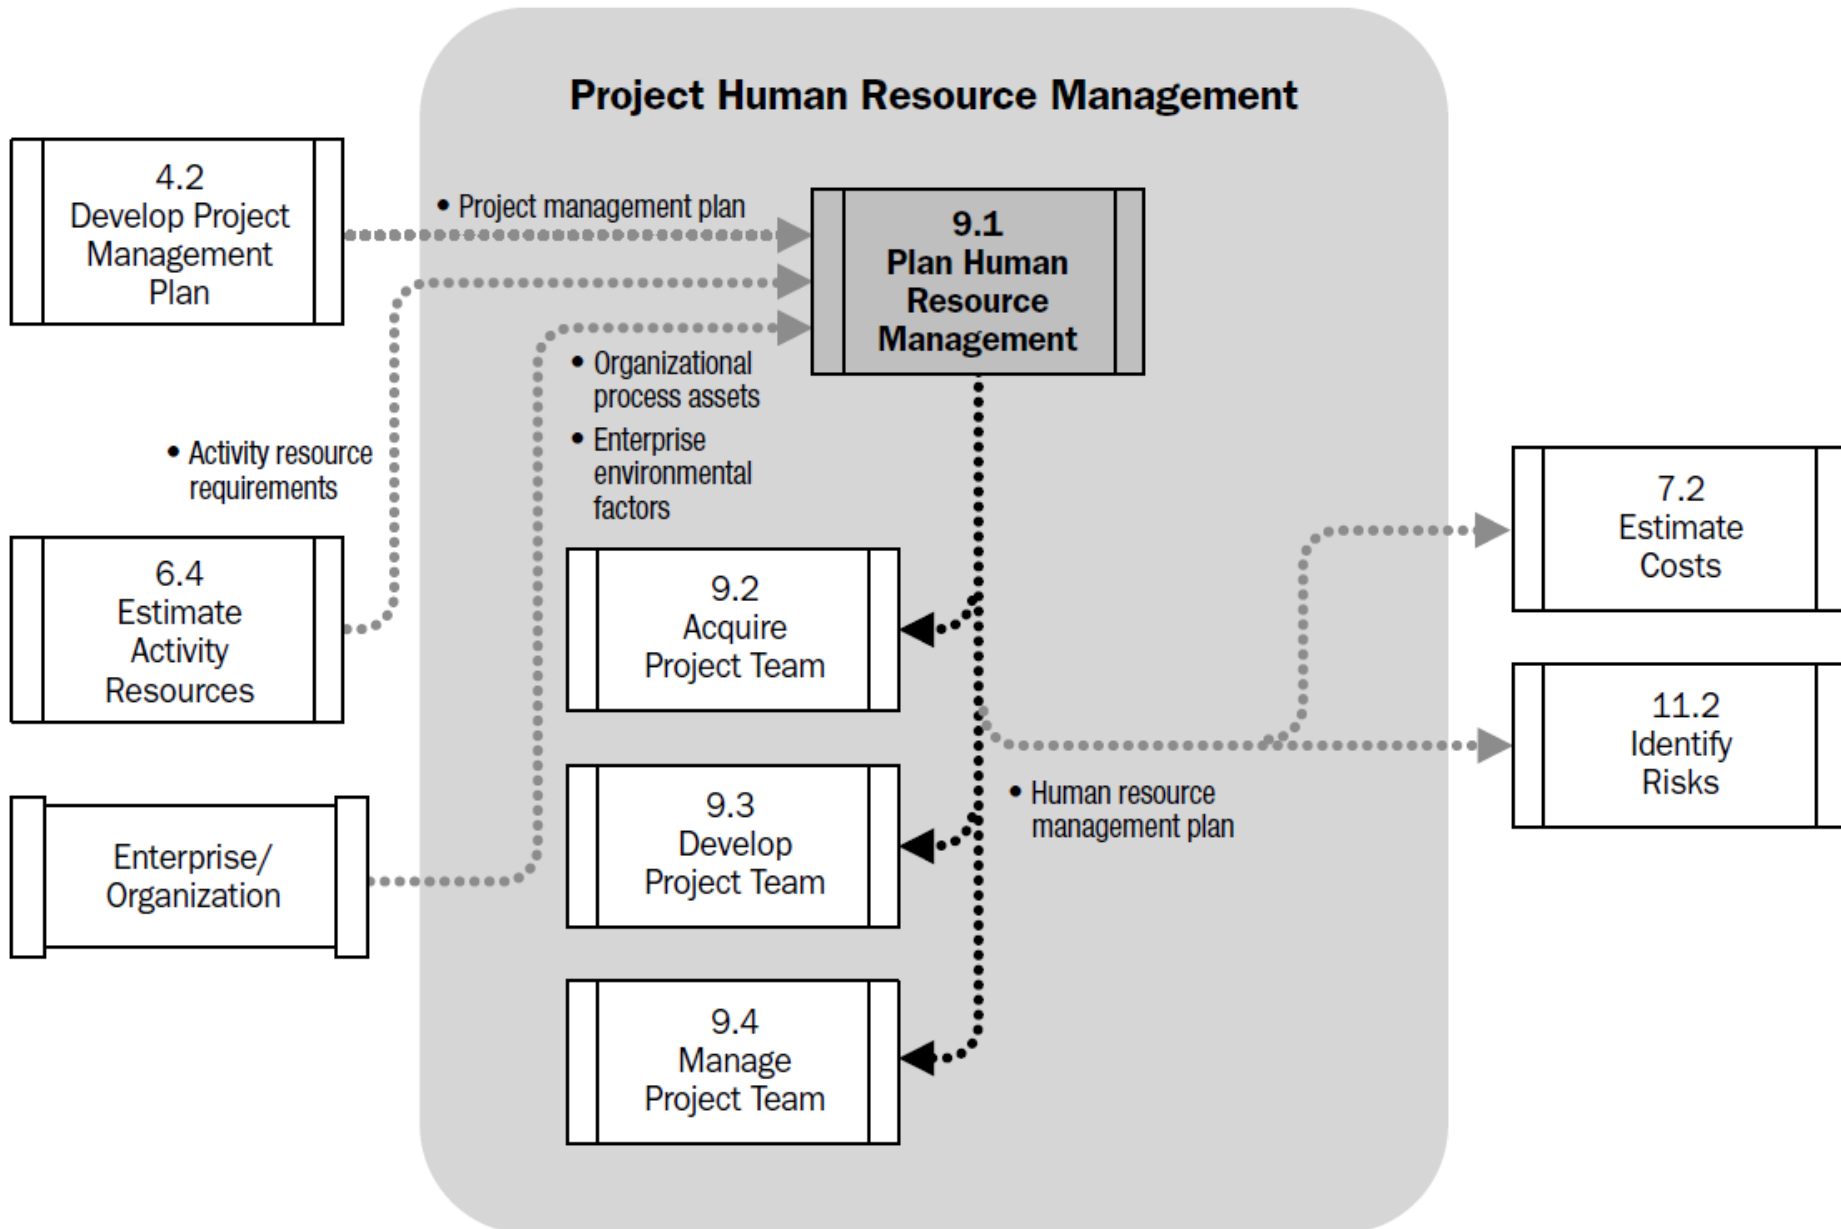 Project Human Resource Management
4.2
Develop Project
Management
Plan
• Project management plan
9.1
Plan Human
Resource
Management
• Organizational
process assets
• Enterprise
environmental
factors
• Activity resource
requirements
6.4
Estimate
Activity
Resources
7.2
Estimate
Costs
9.2
Acquire
Project Team
11.2
Identify
Risks
9.3
Develop
Project Team
• Human resource
management plan
Enterprise/
Organization
9.4
Manage
Project Team